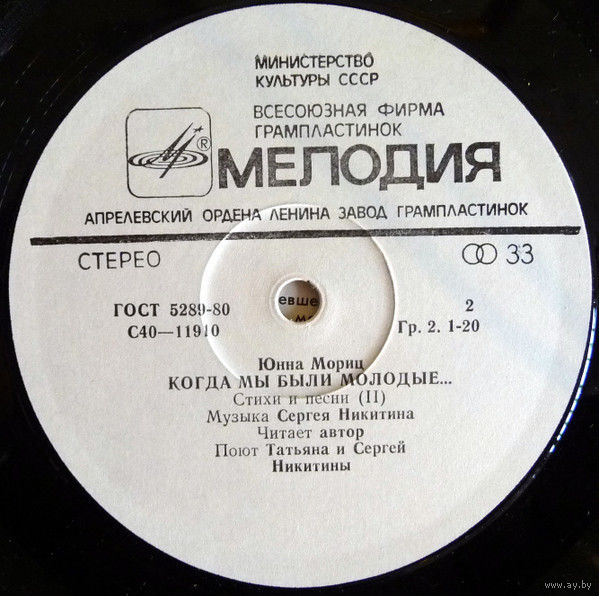 МИНИСТЕРСТВО
КУЛЬТУРЫ СССР
ВСЕСОЮЗНАЯ ФИРМА
ГРАМПЛАСТИНОК
® МЕЛОДИЯ
АПРЕЛЕВСКИЙ ОРДЕНА ЛЕНИНА ЗАВОД ГРАМПЛАСТИНОК
СТЕРЕО 33
ГОСТ 5289-80 2
С40—11910 Гр. 2. 1-20
евше
Юнна Мориц
КОГДА МЫ БЫЛИ МОЛОДЫЕ...
Стихи и песни (II)
Музыка Сергея Никитина
Читает автор
Поют Татьяна и Сергей
Никитины
www.ay.by